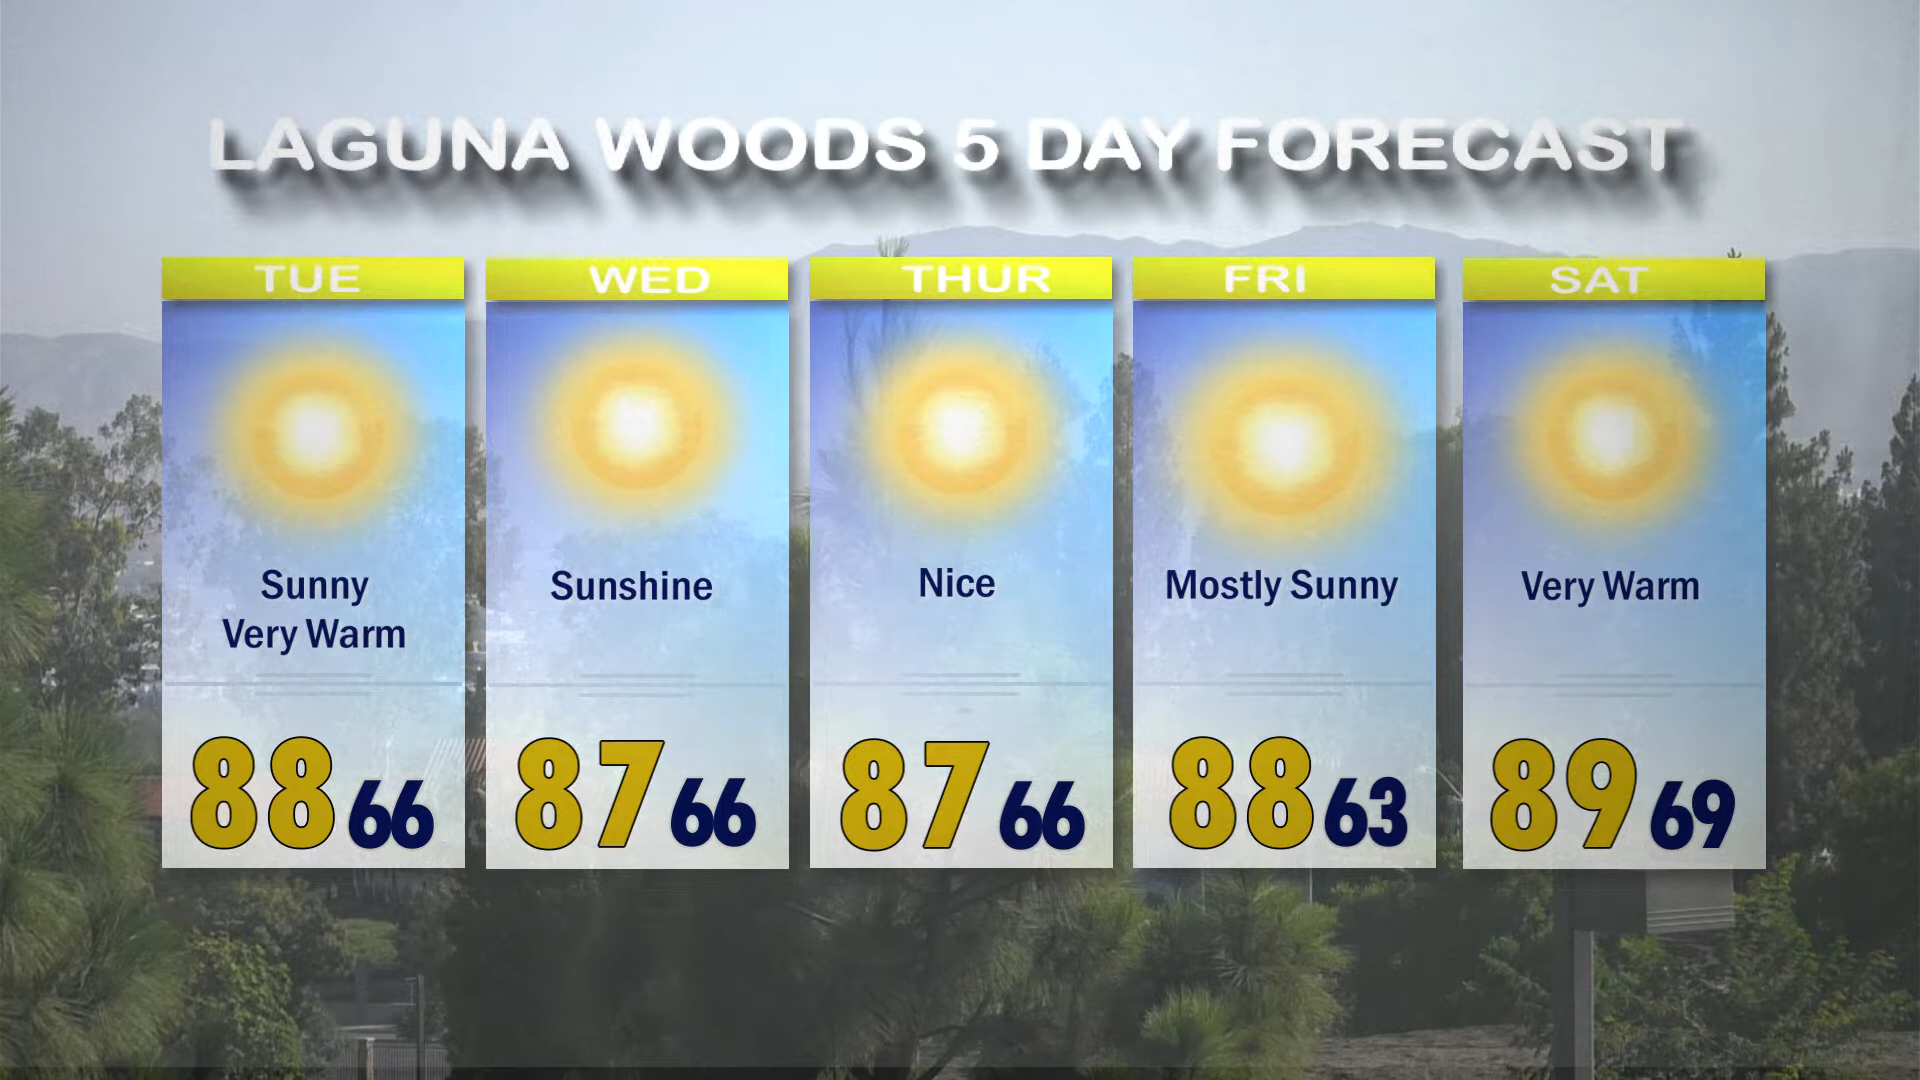 LAGUNA WOODS 5 DAY FORECAST
TUE
Sunny
Very Warm
88 66
WED
Sunshine
87 66
THUR
Nice
87 66
FRI
Mostly Sunny
88 63
SAT
Very Warm
89 69